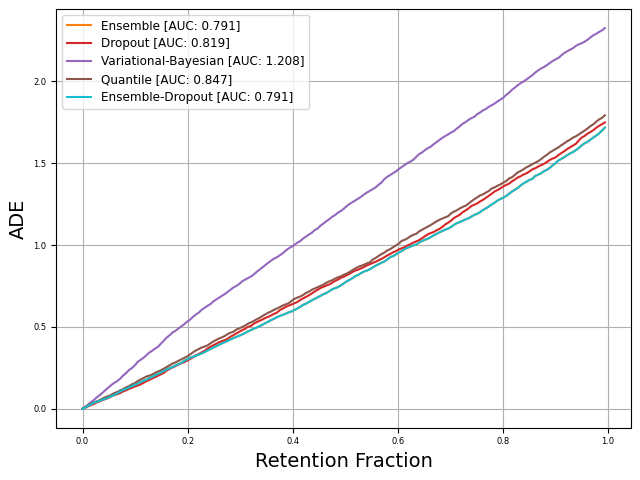 Ensemble [AUC: 0.791]
Dropout [AUC: 0.819]
Variational-Bayesian [AUC: 1.208]
Quantile [AUC: 0.847]
Ensemble-Dropout [AUC: 0.791]
2.0
1.5
1.0
0.5
0.0
ADE
0.0 0.2 0.4 0.6 0.8 1.0
Retention Fraction